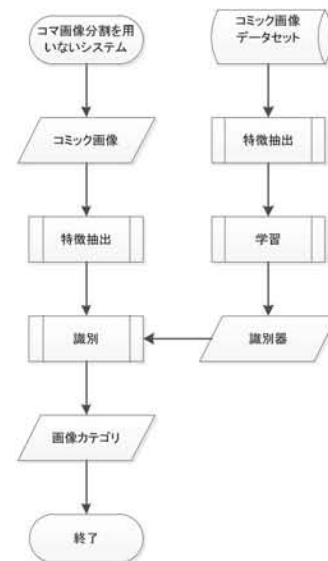 コマ画像分割を用
いないシステム
コミック画像
特徴抽出
識別
画像カテゴリ
終了
コミック画像
データセット
特徴抽出
学習
識別器